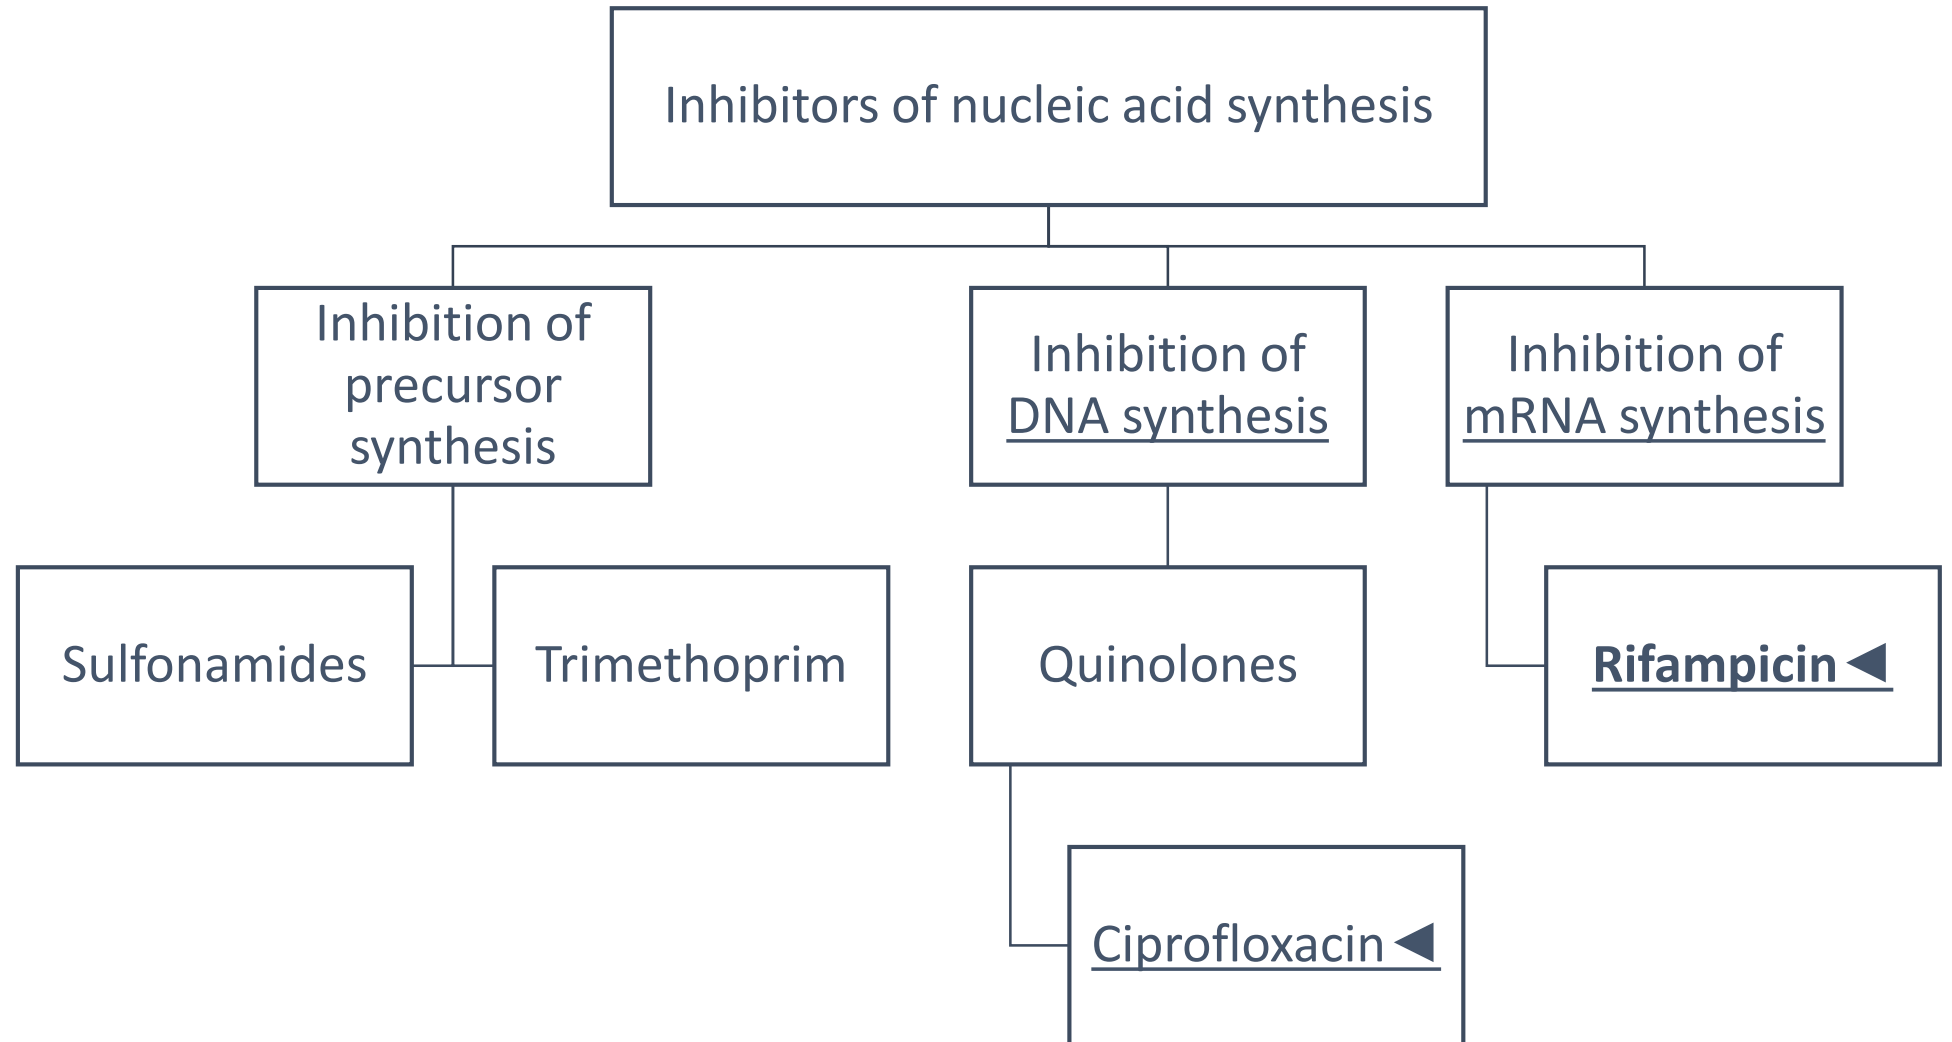 Inhibitors of nucleic acid synthesis
Inhibition of
precursor
synthesis
Inhibition of
DNA synthesis
Inhibition of
mRNA synthesis
Sulfonamides
Trimethoprim
Quinolones
Rifampicin◄
Ciprofloxacin◄